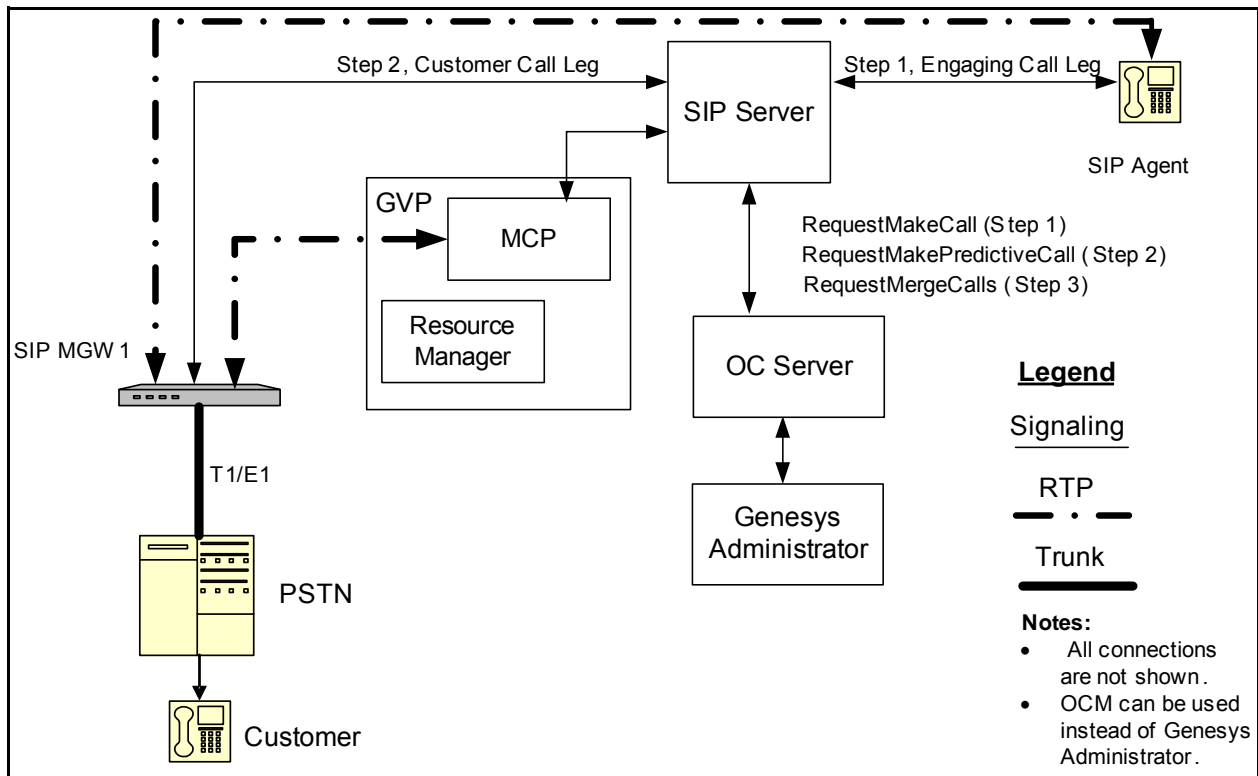 Step 2, Customer Call Leg
Step 1, Engaging Call Leg
SIP Server
SIP Agent
GVP
MCP
RequestMakeCall (Step 1)
RequestMakePredictiveCall (Step 2)
RequestMergeCalls (Step 3)
Resource
Manager
SIP MGW 1
OC Server
Legend
Signaling
T1/E1
RTP
Genesys
Administrator
Trunk
PSTN
Notes:
• All connections
are not shown.
• OCM can be used
instead of Genesys
Administrator.
Customer